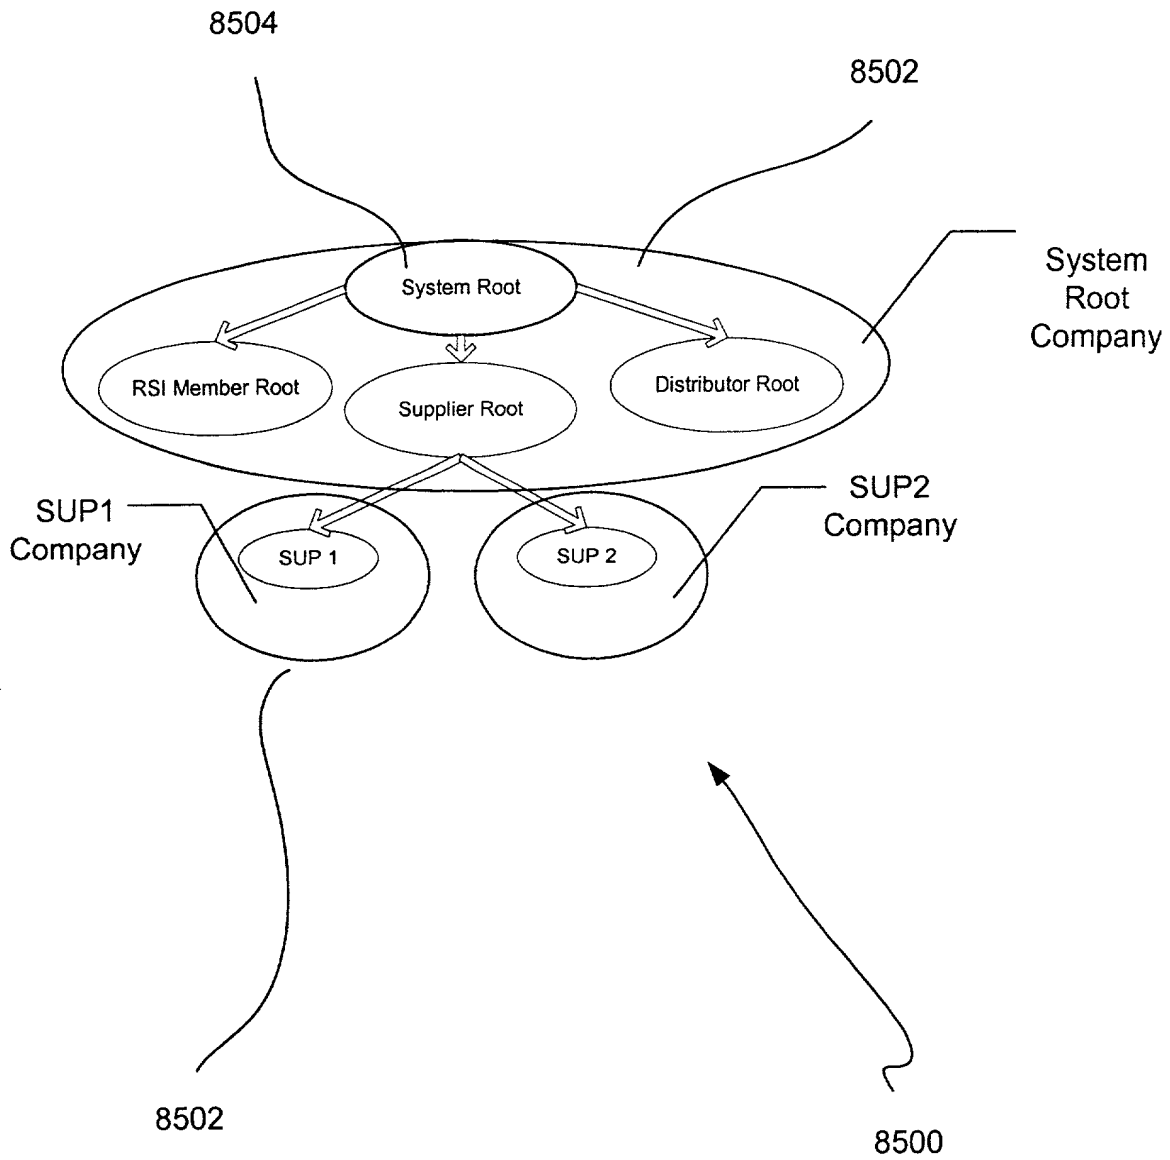 8504
8502
System Root
System
Root
Company
RSI Member Root
Supplier Root
Distributor Root
SUP1
Company
SUP2
Company
SUP 1
SUP 2
8502
8500